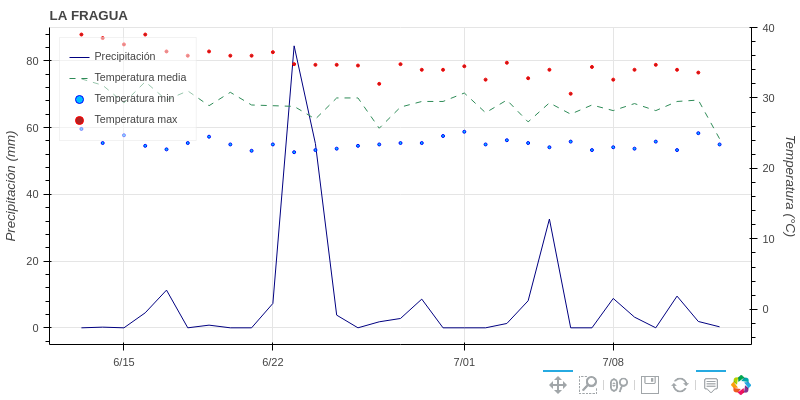 LA FRAGUA
Precipitación
Temperatura media
Temperatura min
Temperatura max
Precipitación (mm)
80
60
40
20
0
40
30
20
10
0
Temperatura (°C)
6/15
6/22
7/01
7/08